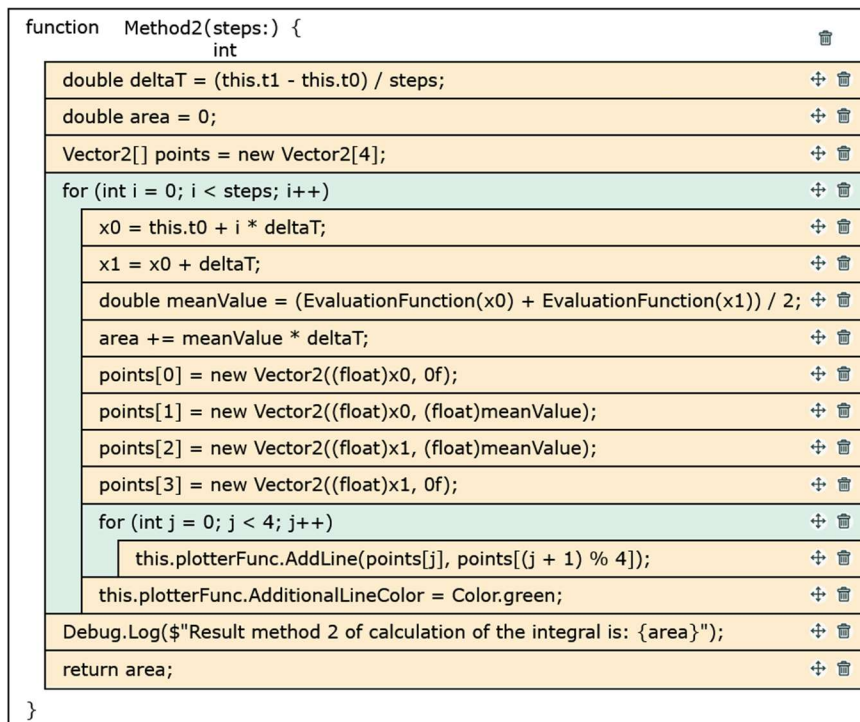 function Method2(steps:) {
int
double deltaT = (this.t1 - this.t0) / steps;
double area = 0;
Vector2[] points = new Vector2[4];
for (int i = 0; i < steps; i++)
x0 = this.t0 + i * deltaT;
x1 = x0 + deltaT;
double meanValue = (EvaluationFunction(x0) + EvaluationFunction(x1)) / 2;
area += meanValue * deltaT;
points[0] = new Vector2((float)x0, 0f);
points[1] = new Vector2((float)x0, (float)meanValue);
points[2] = new Vector2((float)x1, (float)meanValue);
points[3] = new Vector2((float)x1, 0f);
for (int j = 0; j < 4; j++)
this.plotterFunc.AddLine(points[j], points[(j + 1) % 4]);
this.plotterFunc.AdditionalLineColor = Color.green;
Debug.Log($"Result method 2 of calculation of the integral is: {area}");
return area;
}